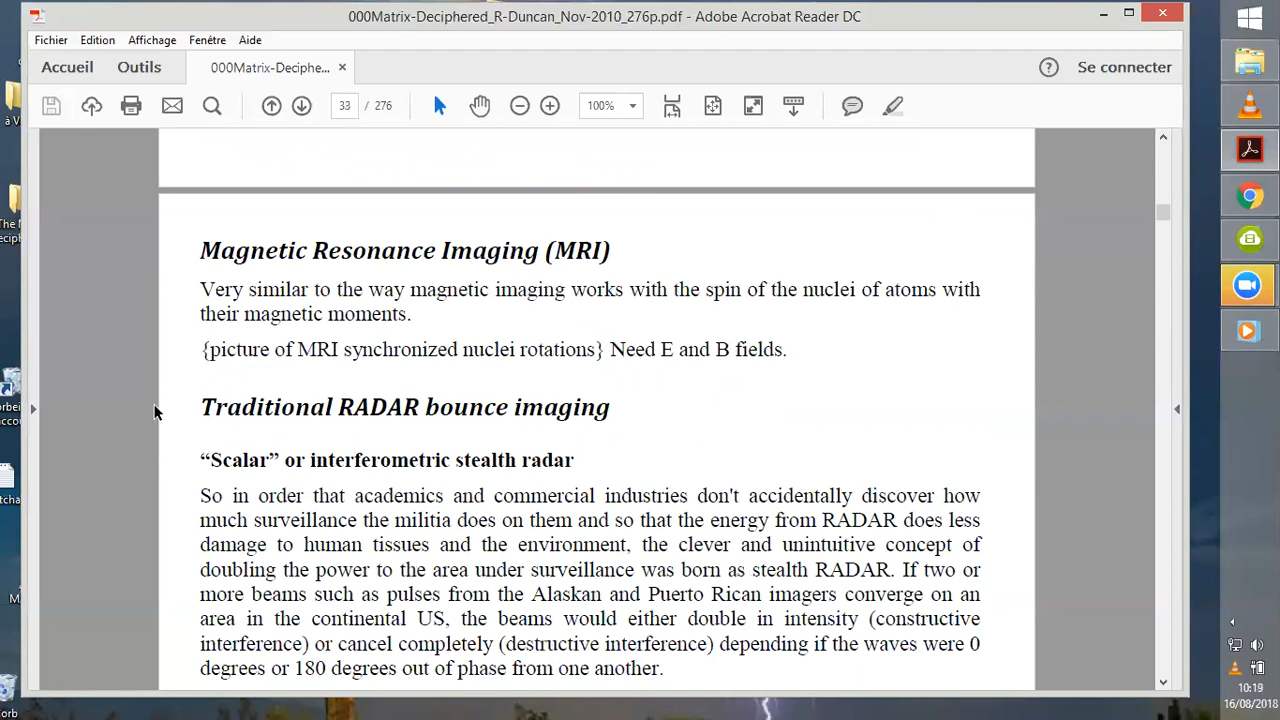 000Matrix-Deciphered_R-Duncan_Nov-2010_276p.pdf - Adobe Acrobat Reader DC
Fichier Edition Affichage Fenêtre Aide
Accueil Outils 000Matrix-Deciphe... Se connecter
33 / 276 100%
Magnetic Resonance Imaging (MRI)
Very similar to the way magnetic imaging works with the spin of the nuclei of atoms with
their magnetic moments.
{picture of MRI synchronized nuclei rotations} Need E and B fields.
Traditional RADAR bounce imaging
“Scalar” or interferometric stealth radar
So in order that academics and commercial industries don't accidentally discover how
much surveillance the militia does on them and so that the energy from RADAR does less
damage to human tissues and the environment, the clever and unintuitive concept of
doubling the power to the area under surveillance was born as stealth RADAR. If two or
more beams such as pulses from the Alaskan and Puerto Rican imagers converge on an
area in the continental US, the beams would either double in intensity (constructive
interference) or cancel completely (destructive interference) depending if the waves were 0
degrees or 180 degrees out of phase from one another.
10:19
16/08/2018